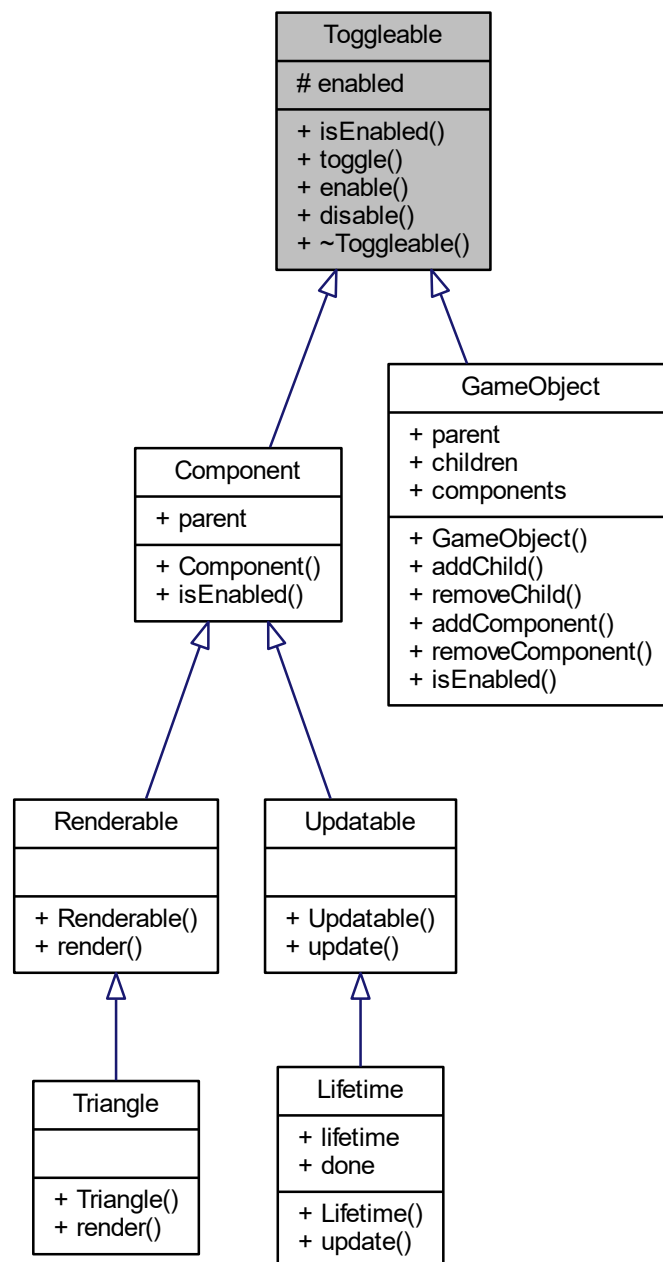 Toggleable
# enabled
+ isEnabled()
+ toggle()
+ enable()
+ disable()
+ ~Toggleable()
GameObject
+ parent
+ children
+ components
+ GameObject()
+ addChild()
+ removeChild()
+ addComponent()
+ removeComponent()
+ isEnabled()
Component
+ parent
+ Component()
+ isEnabled()
Renderable
+ Renderable()
+ render()
Updatable
+ Updatable()
+ update()
Triangle
+ Triangle()
+ render()
Lifetime
+ lifetime
+ done
+ Lifetime()
+ update()